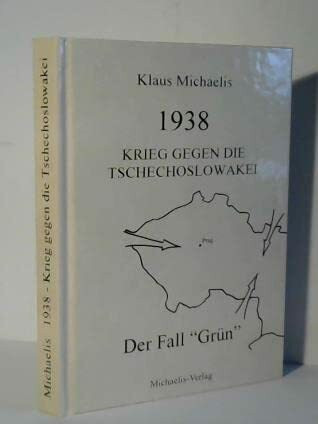 Michaelis 1938 - Krieg gegen die Tschechoslowakei
Klaus Michaelis
1938
KRIEG GEGEN DIE
TSCHECHOSLOWAKEI
Prag
Der Fall “Grün”
Michaelis-Verlag